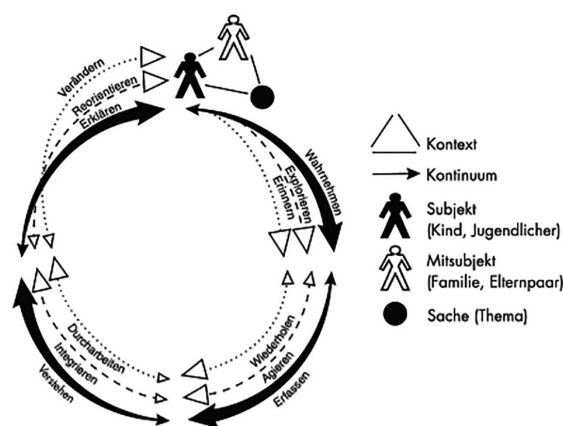 Verändern
Reorientieren
Erklären
Wahrnehmen
Explorieren
Erinnern
Durcharbeiten
Integrieren
Verstehen
Wiederholen
Agieren
Erfassen
Kontext
Kontinuum
Subjekt
(Kind, Jugendlicher)
Mitsubjekt
(Familie, Elternpaar)
Sache (Thema)